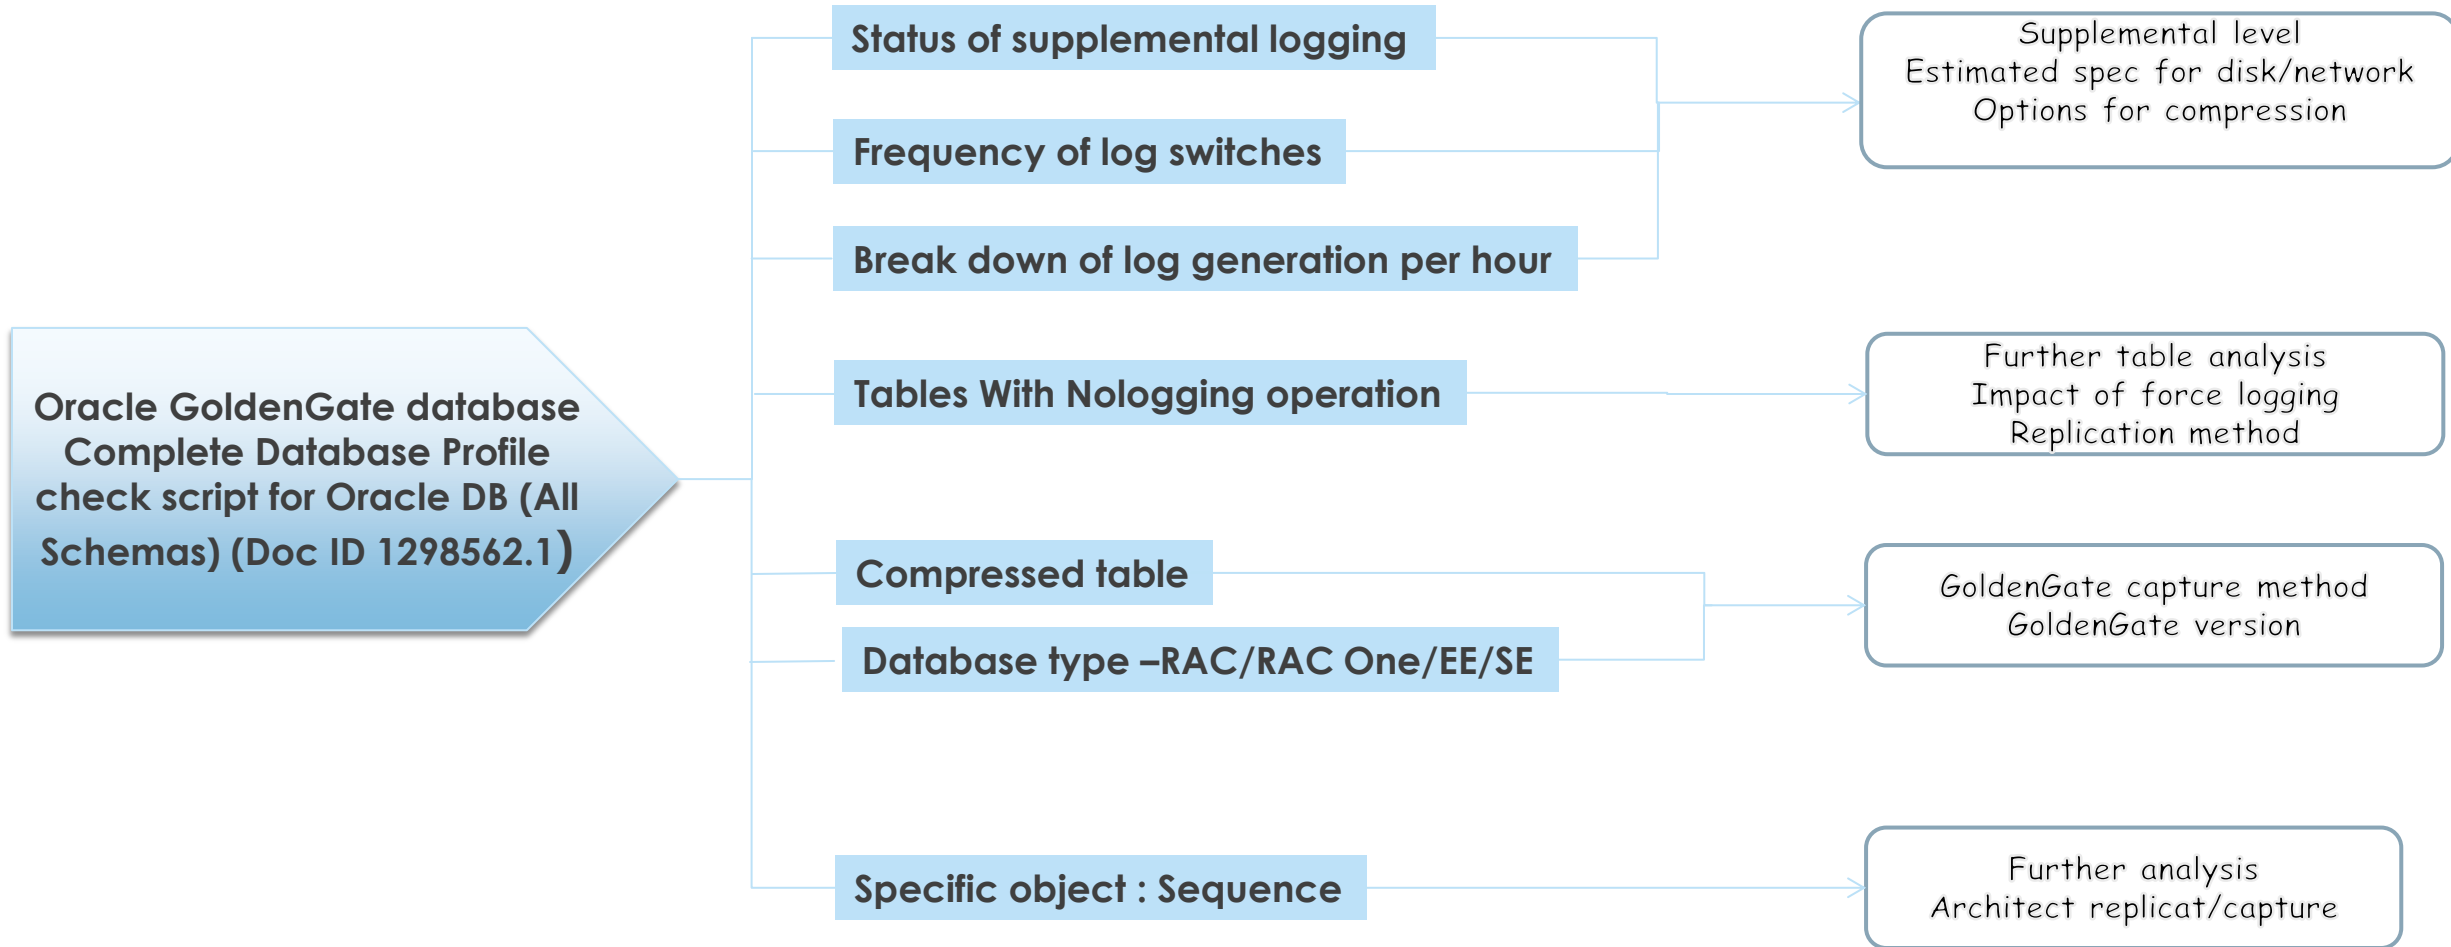 Oracle GoldenGate database
Complete Database Profile
check script for Oracle DB (All
Schemas) (Doc ID 1298562.1)
Status of supplemental logging
Frequency of log switches
Break down of log generation per hour
Tables With Nologging operation
Compressed table
Database type –RAC/RAC One/EE/SE
Specific object : Sequence
Supplemental level
Estimated spec for disk/network
Options for compression
Further table analysis
Impact of force logging
Replication method
GoldenGate capture method
GoldenGate version
Further analysis
Architect replicat/capture